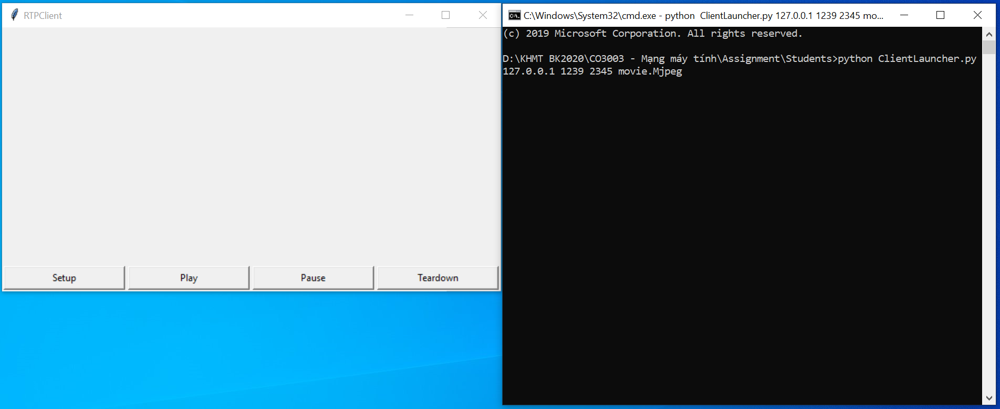 RTPClient
Setup
Play
Pause
Teardown
C:\Windows\System32\cmd.exe - python  ClientLauncher.py 127.0.0.1 1239 2345 mo...
(c) 2019 Microsoft Corporation. All rights reserved.
D:\KHMT BK2020\CO3003 - Mạng máy tính\Assignment\Students>python ClientLauncher.py
127.0.0.1 1239 2345 movie.Mjpeg